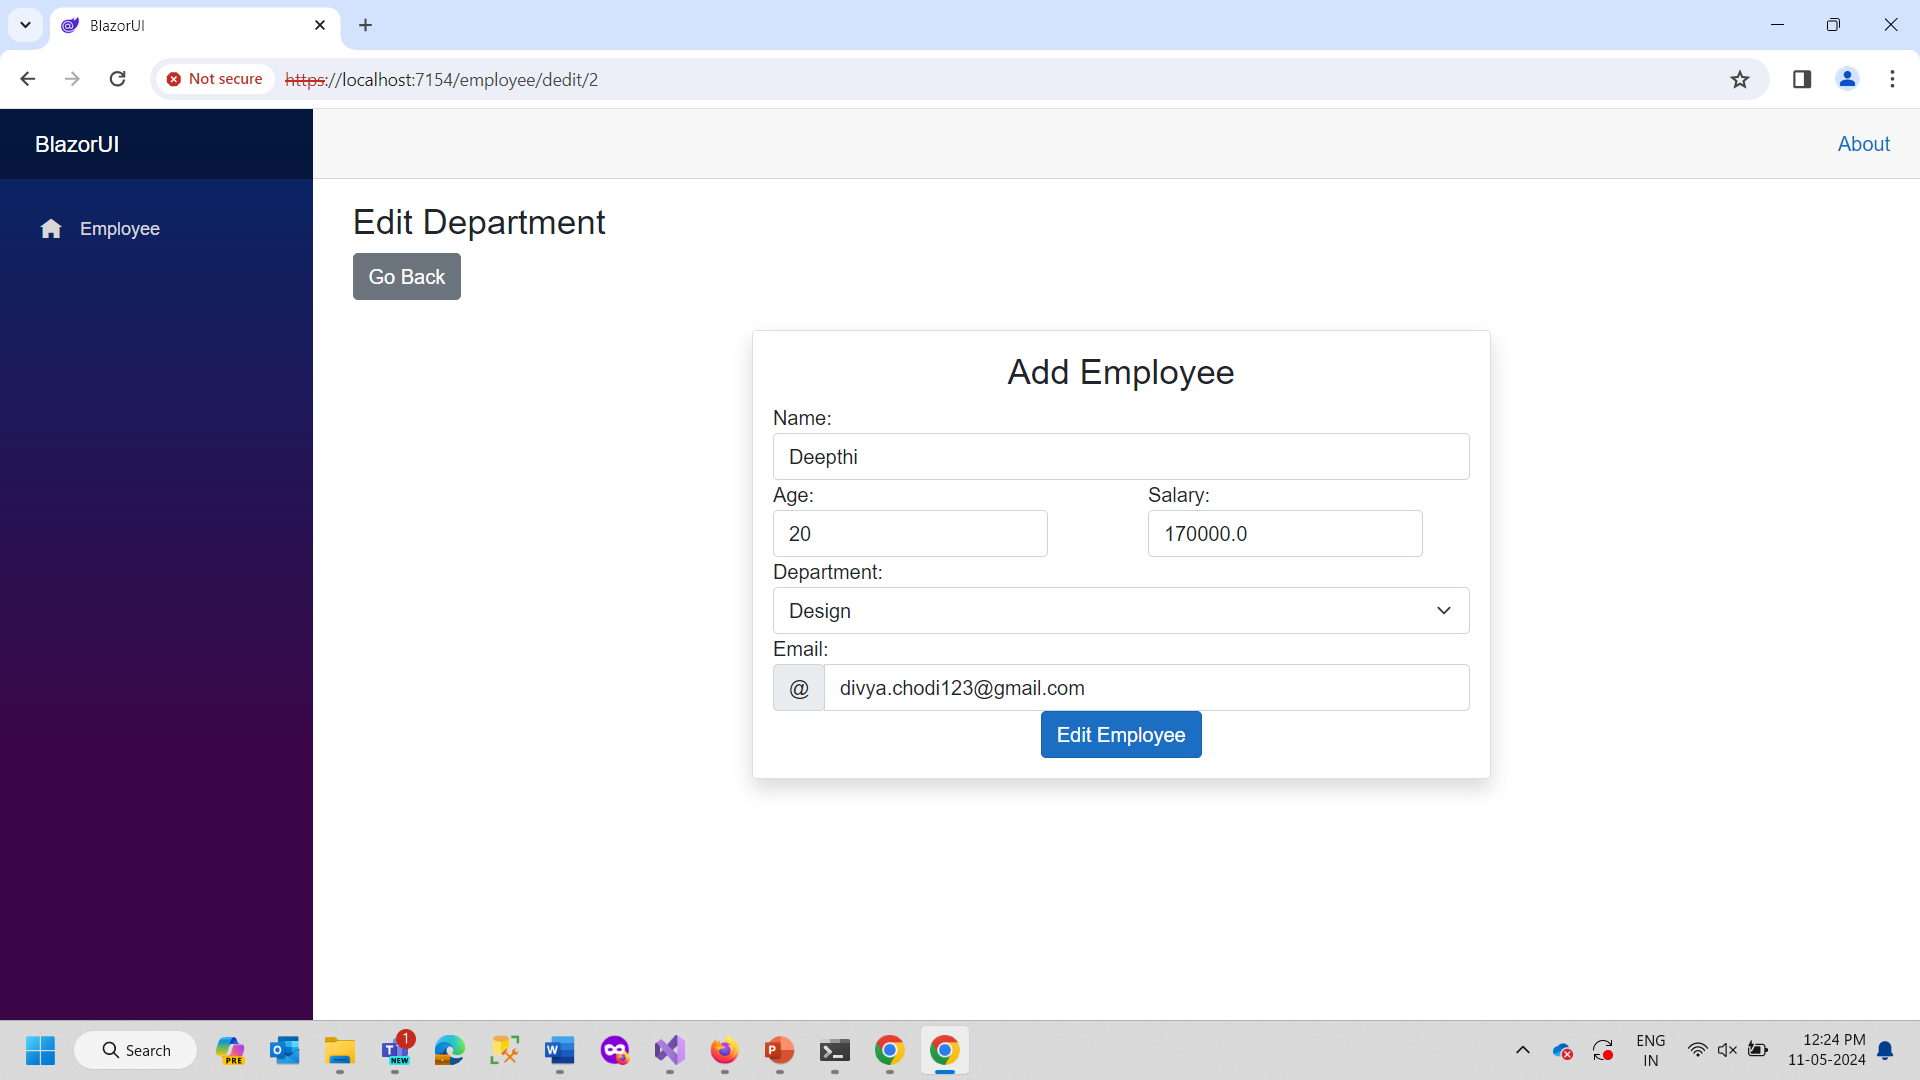 BlazorUI
Not secure https://localhost:7154/employee/dedit/2
BlazorUI
About
Employee
Edit Department
Go Back
Add Employee
Name:
Deepthi
Age: Salary:
20 170000.0
Department:
Design
Email:
@ divya.chodi123@gmail.com
Edit Employee
Search
PRE
1
NEW
ENG
IN
12:24 PM
11-05-2024